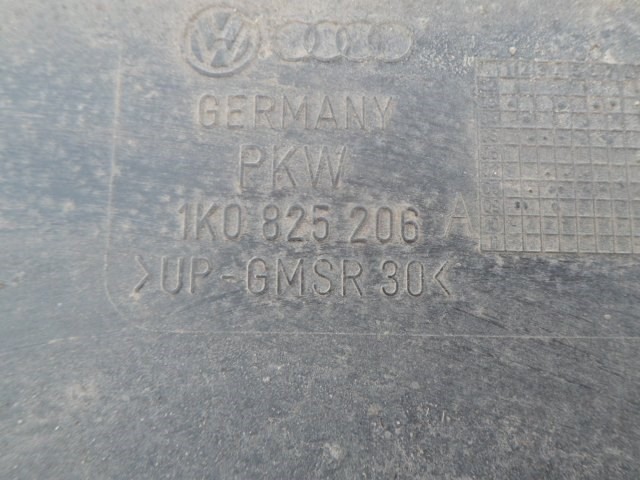 GERMANY
PKW
1K0 825 206 A
>UP-GMSR 30<